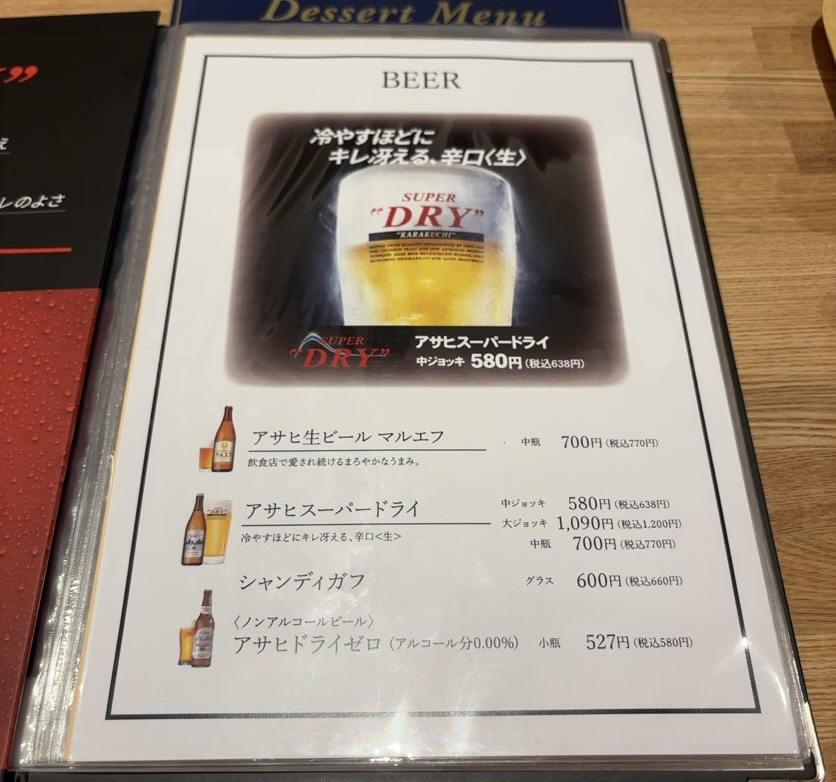 Dessert Menu
”
え
レのよさ
BEER
冷やすほどに
キレ冴える、辛口〈生〉
SUPER
“DRY”
“KARAKUCHI”
SUPER
“DRY”
アサヒスーパードライ
中ジョッキ 580円(税込638円)
アサヒ生ビール マルエフ 中瓶 700円(税込770円)
飲食店で愛され続けるまろやかなうまみ。
アサヒスーパードライ 中ジョッキ 580円(税込638円)
大ジョッキ 1,090円(税込1,200円)
冷やすほどにキレ冴える、辛口<生> 中瓶 700円(税込770円)
シャンディガフ グラス 600円(税込660円)
〈ノンアルコールビール〉
アサヒドライゼロ(アルコール分0.00%) 小瓶 527円(税込580円)